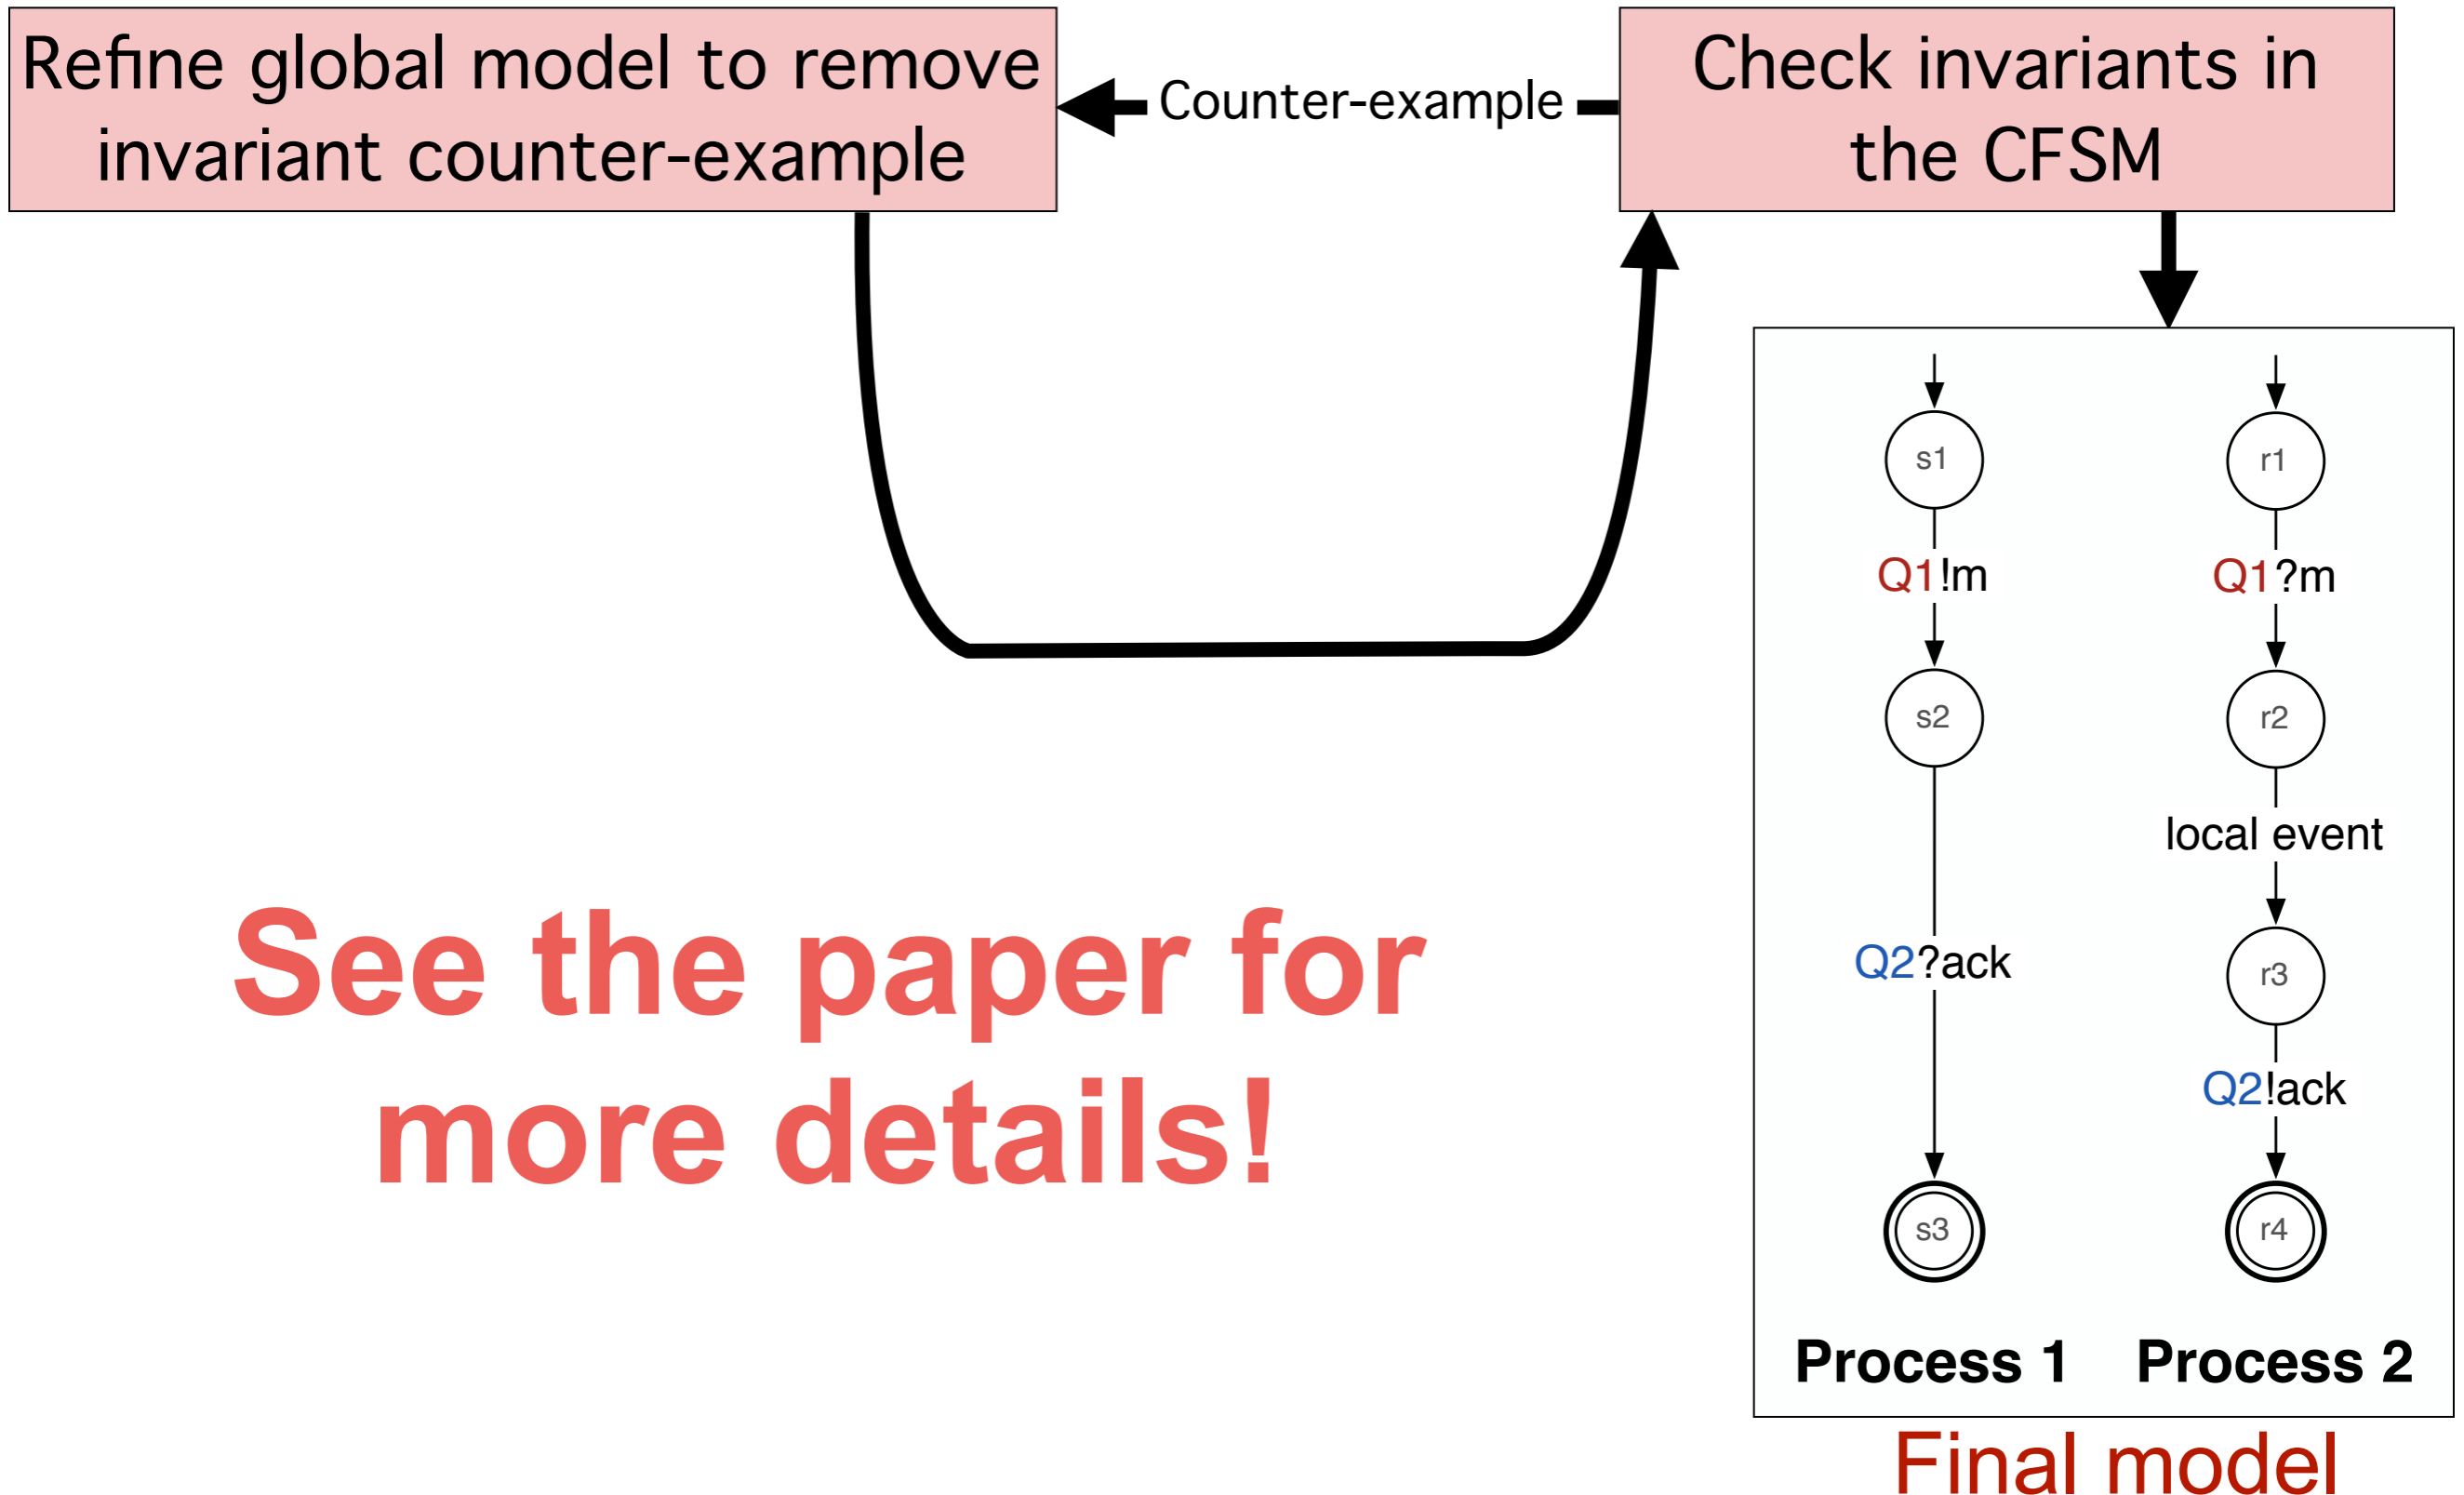 Refine global model to remove
invariant counter-example
Counter-example
Check invariants in
the CFSM
s1
r1
Q1!m
Q1?m
s2
r2
local event
Q2?ack
r3
Q2!ack
s3
r4
Process 1
Process 2
Final model
See the paper for
more details!